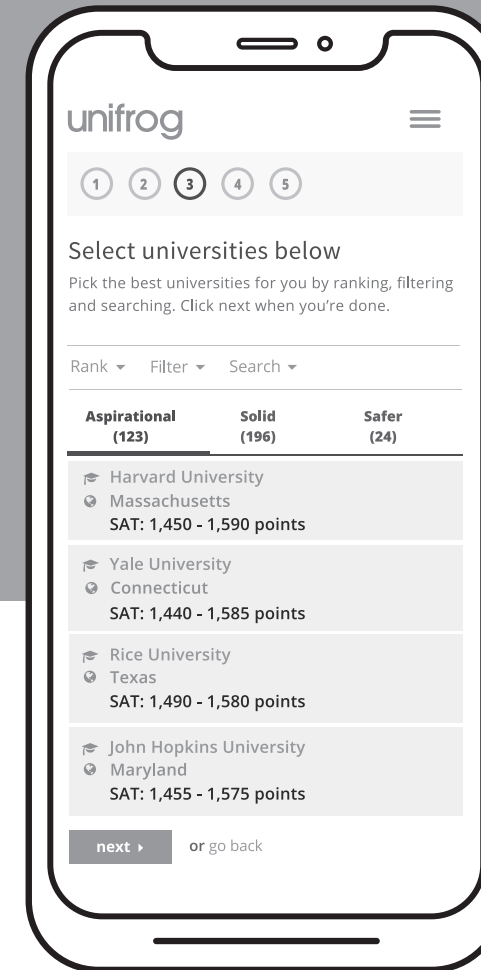 unifrog
1 2 3 4 5
Select universities below
Pick the best universities for you by ranking, filtering
and searching. Click next when you're done.
Rank Filter Search
Aspirational Solid Safer
(123) (196) (24)
Harvard University
Massachusetts
SAT: 1,450 - 1,590 points
Yale University
Connecticut
SAT: 1,440 - 1,585 points
Rice University
Texas
SAT: 1,490 - 1,580 points
John Hopkins University
Maryland
SAT: 1,455 - 1,575 points
next or go back